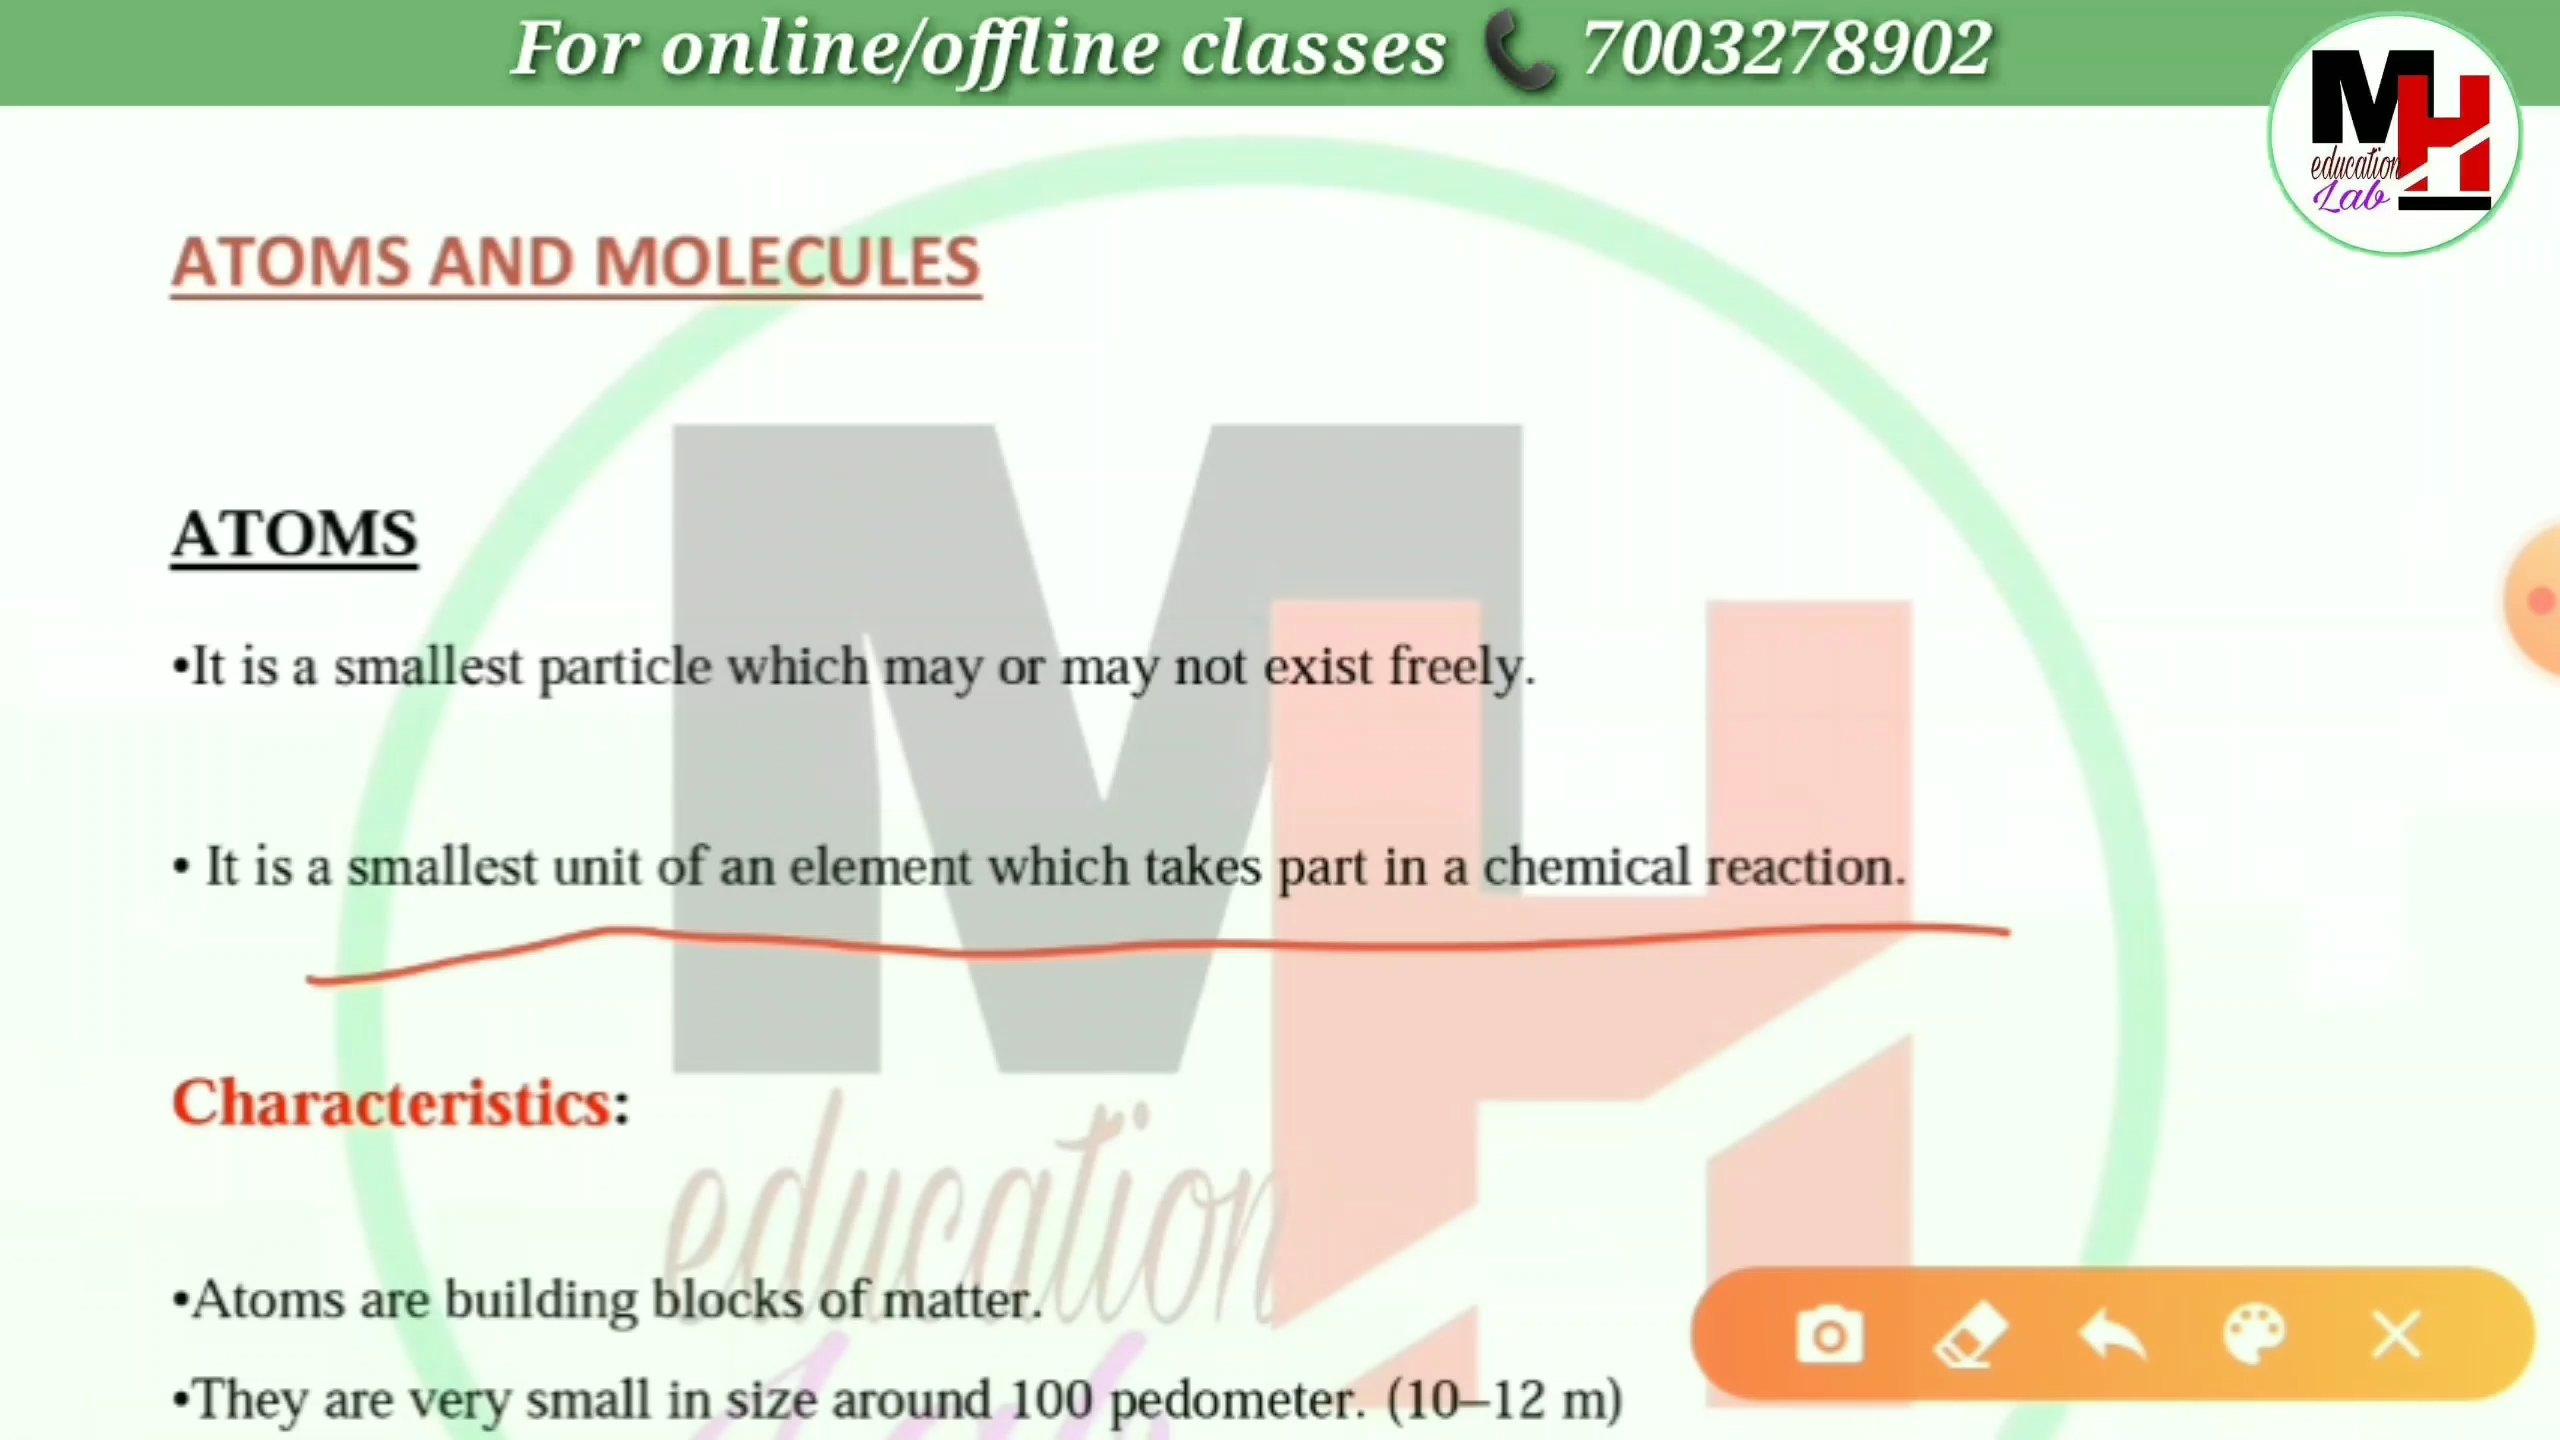 For online/offline classes 📞 7003278902
MH
education
Lab
ATOMS AND MOLECULES
ATOMS
•It is a smallest particle which may or may not exist freely.
• It is a smallest unit of an element which takes part in a chemical reaction.
Characteristics:
education
•Atoms are building blocks of matter.
Lab
•They are very small in size around 100 pedometer. (10–12 m)